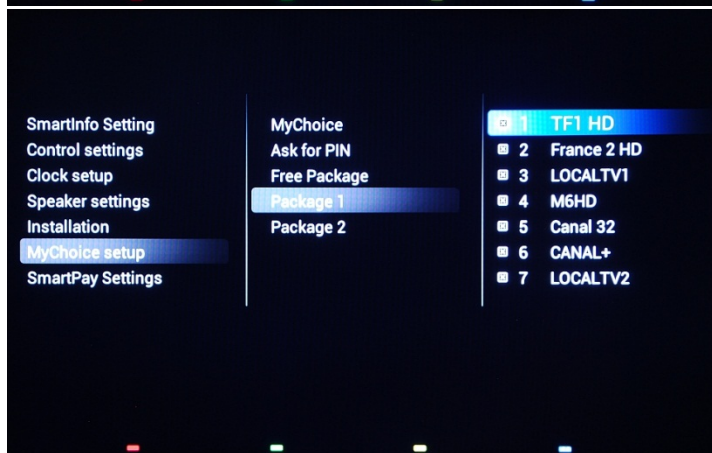 SmartInfo Setting
Control settings
Clock setup
Speaker settings
Installation
MyChoice setup
SmartPay Settings
MyChoice
Ask for PIN
Free Package
Package 1
Package 2
1 TF1 HD
2 France 2 HD
3 LOCALTV1
4 M6HD
5 Canal 32
6 CANAL+
7 LOCALTV2